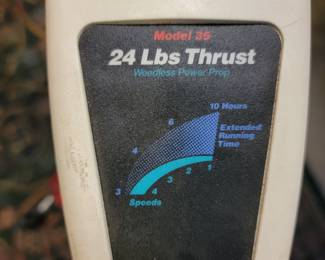 Model 35
24 Lbs Thrust
Weedless Power Prop
10 Hours
6
Extended
Running
Time
4
3
4
3
2
1
Speeds